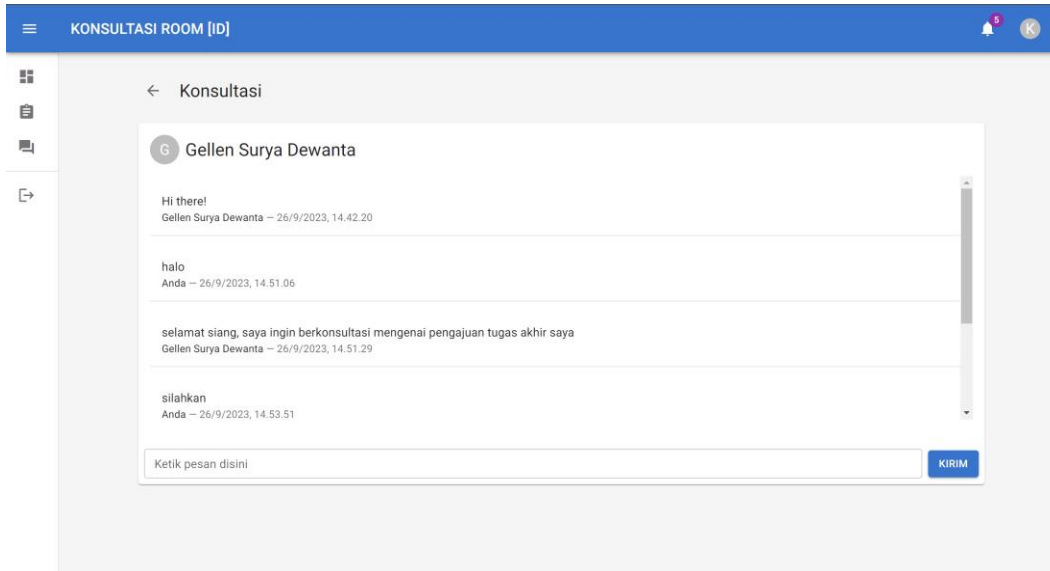 KONSULTASI ROOM [ID]
5
K
Konsultasi
G
Gellen Surya Dewanta
Hi there!
Gellen Surya Dewanta — 26/9/2023, 14.42.20
halo
Anda — 26/9/2023, 14.51.06
selamat siang, saya ingin berkonsultasi mengenai pengajuan tugas akhir saya
Gellen Surya Dewanta — 26/9/2023, 14.51.29
silahkan
Anda — 26/9/2023, 14.53.51
Ketik pesan disini
KIRIM